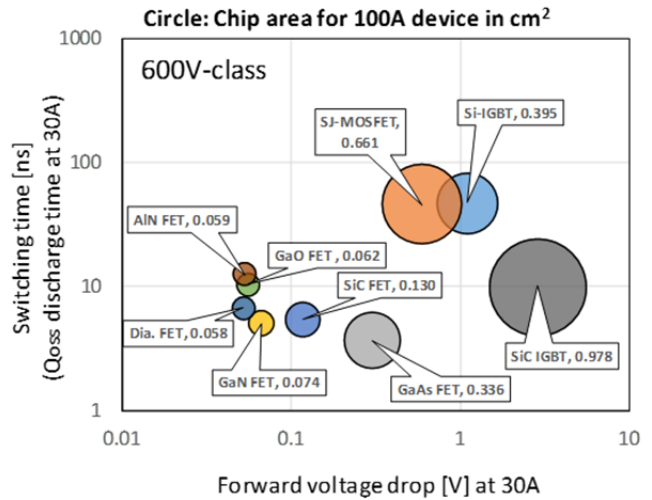 Circle: Chip area for 100A device in cm²
1000
600V-class
Si-IGBT, 0.395
SJ-MOSFET,
0.661
100
AlN FET, 0.059
GaO FET, 0.062
SiC FET, 0.130
10
Dia. FET, 0.058
SiC IGBT, 0.978
GaN FET, 0.074
GaAs FET, 0.336
1
0.01
0.1
1
10
Forward voltage drop [V] at 30A
Switching time [ns]
(Qoss discharge time at 30A)